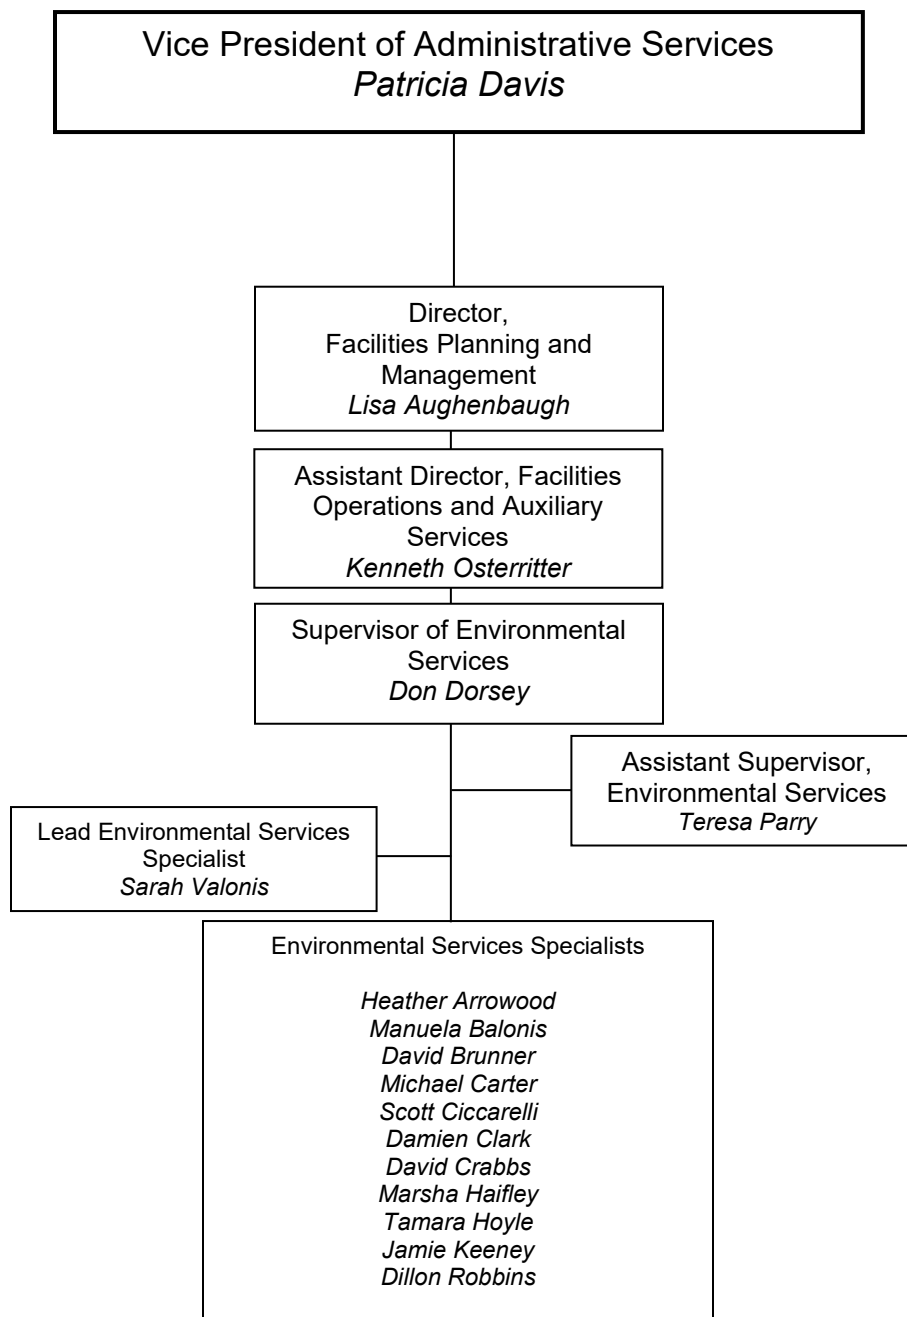 Vice President of Administrative Services
Patricia Davis
Director,
Facilities Planning and
Management
Lisa Aughenbaugh
Assistant Director, Facilities
Operations and Auxiliary
Services
Kenneth Osterritter
Supervisor of Environmental
Services
Don Dorsey
Assistant Supervisor,
Environmental Services
Teresa Parry
Lead Environmental Services
Specialist
Sarah Valonis
Environmental Services Specialists
Heather Arrowood
Manuela Balonis
David Brunner
Michael Carter
Scott Ciccarelli
Damien Clark
David Crabbs
Marsha Haifley
Tamara Hoyle
Jamie Keeney
Dillon Robbins